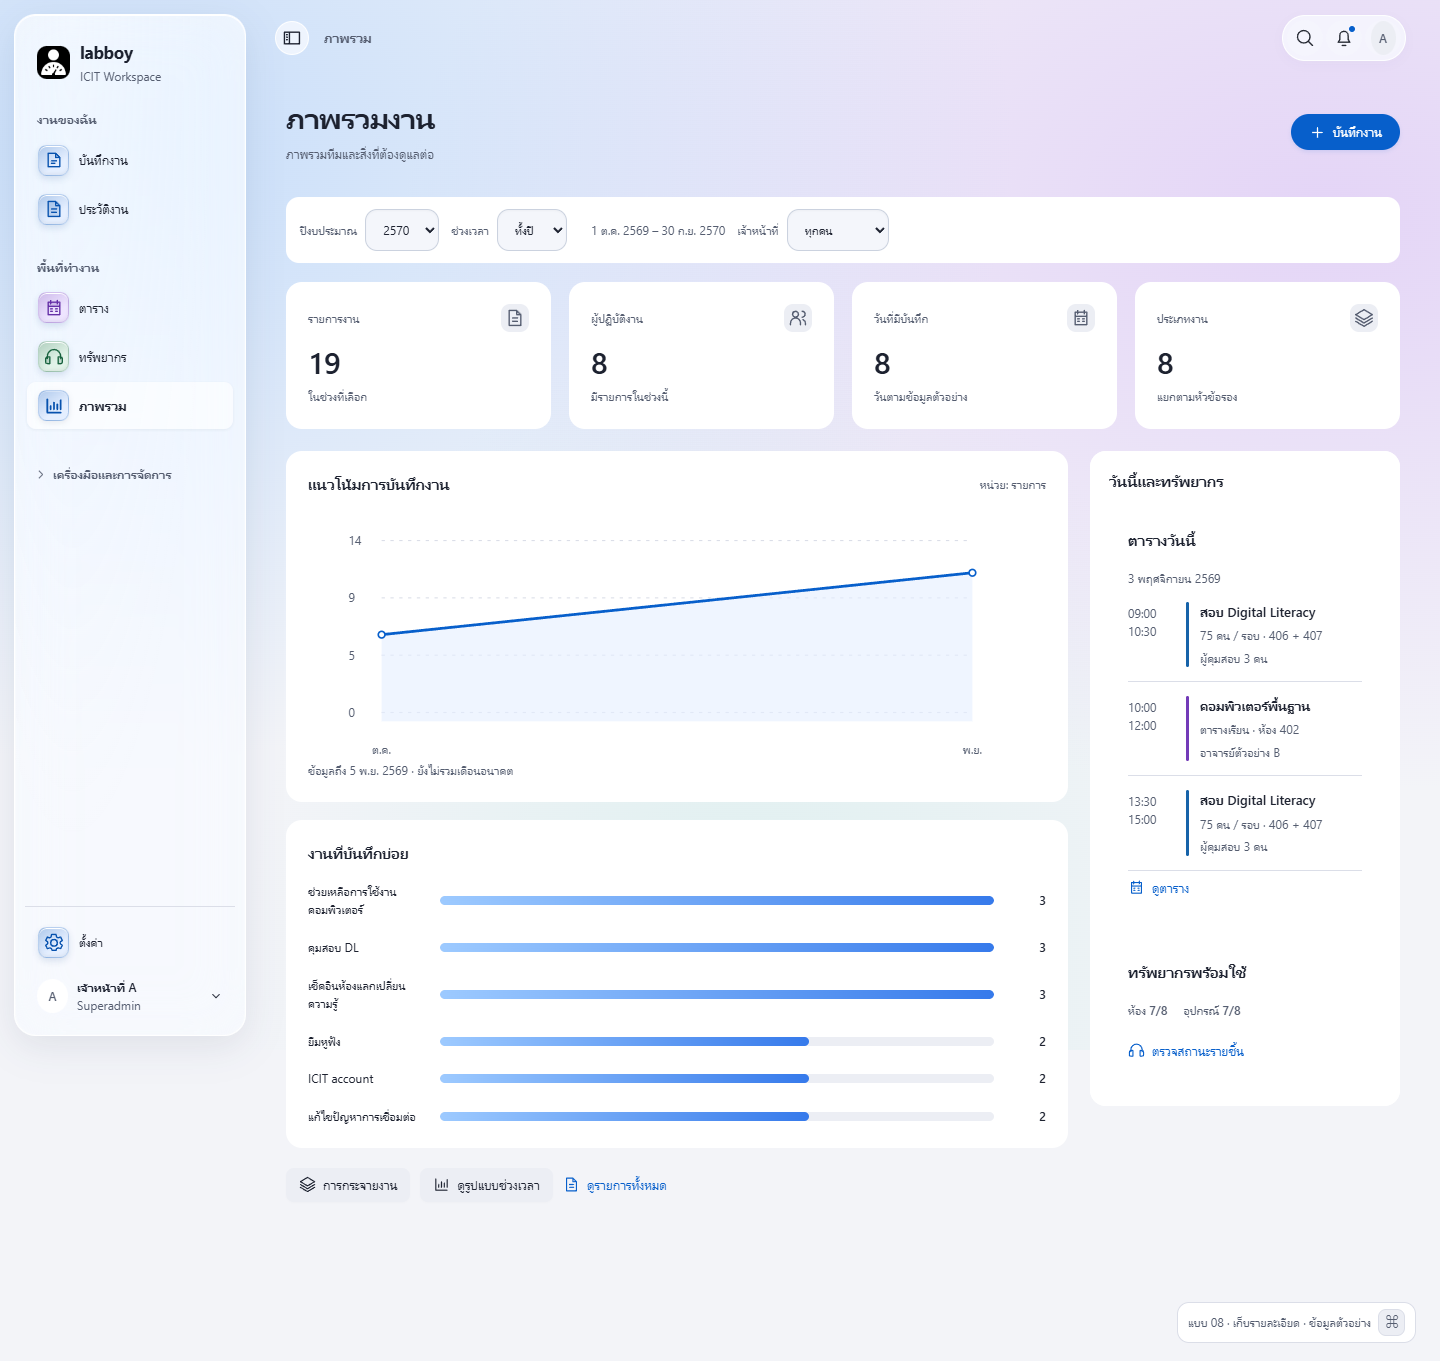 labboy
ICIT Workspace
งานของฉัน
บันทึกงาน
ประวัติงาน
พื้นที่ทำงาน
ตาราง
ทรัพยากร
ภาพรวม
เครื่องมือและการจัดการ
ตั้งค่า
A
เจ้าหน้าที่ A
Superadmin
ภาพรวม
A
ภาพรวมงาน
ภาพรวมทีมและสิ่งที่ต้องดูแลต่อ
บันทึกงาน
ปีงบประมาณ 2570 ช่วงเวลา ทั้งปี 1 ต.ค. 2569 – 30 ก.ย. 2570 เจ้าหน้าที่ ทุกคน
รายการงาน
19
ในช่วงที่เลือก
ผู้ปฏิบัติงาน
8
มีรายการในช่วงนี้
วันที่มีบันทึก
8
วันตามข้อมูลตัวอย่าง
ประเภทงาน
8
แยกตามหัวข้อรอง
แนวโน้มการบันทึกงาน
หน่วย: รายการ
14
9
5
0
ต.ค. พ.ย.
ข้อมูลถึง 5 พ.ย. 2569 · ยังไม่รวมเดือนอนาคต
งานที่บันทึกบ่อย
ช่วยเหลือการใช้งาน
คอมพิวเตอร์ 3
คุมสอบ DL 3
เช็คอินห้องแลกเปลี่ยน
ความรู้ 3
ยืมหูฟัง 2
ICIT account 2
แก้ไขปัญหาการเชื่อมต่อ 2
การกระจายงาน
ดูรูปแบบช่วงเวลา
ดูรายการทั้งหมด
วันนี้และทรัพยากร
ตารางวันนี้
3 พฤศจิกายน 2569
09:00
10:30
สอบ Digital Literacy
75 คน / รอบ · 406 + 407
ผู้คุมสอบ 3 คน
10:00
12:00
คอมพิวเตอร์พื้นฐาน
ตารางเรียน · ห้อง 402
อาจารย์ตัวอย่าง B
13:30
15:00
สอบ Digital Literacy
75 คน / รอบ · 406 + 407
ผู้คุมสอบ 3 คน
ดูตาราง
ทรัพยากรพร้อมใช้
ห้อง 7/8 อุปกรณ์ 7/8
ตรวจสถานะรายชิ้น
แบบ 08 · เก็บรายละเอียด · ข้อมูลตัวอย่าง ⌘